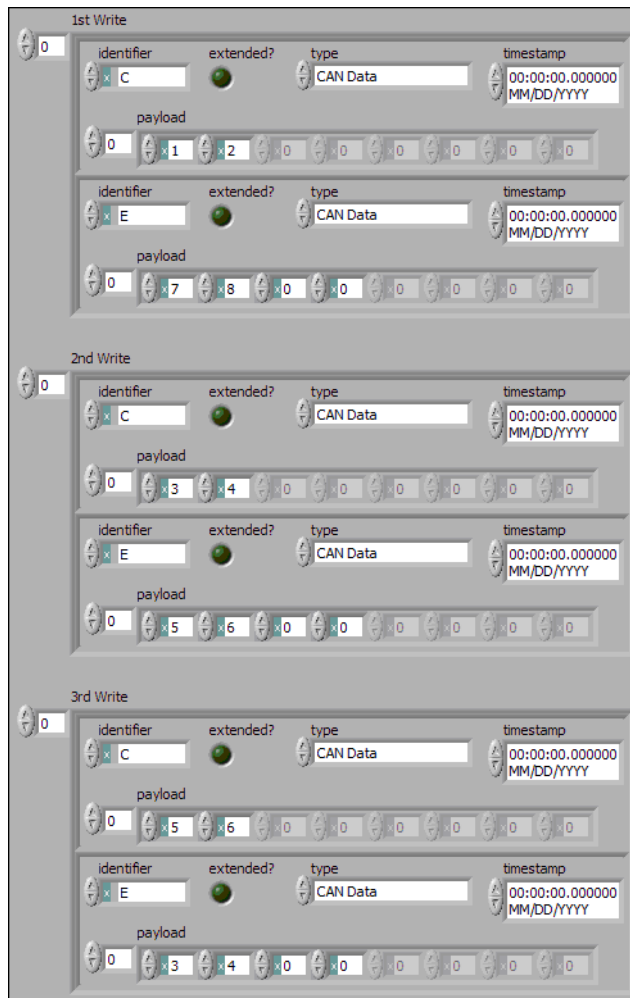 1st Write
0
identifier extended? type timestamp
x C CAN Data 00:00:00.000000
MM/DD/YYYY
payload
0 x 1 x 2 x 0 x 0 x 0 x 0 x 0 x 0
identifier extended? type timestamp
x E CAN Data 00:00:00.000000
MM/DD/YYYY
payload
0 x 7 x 8 x 0 x 0 x 0 x 0 x 0 x 0
2nd Write
0
identifier extended? type timestamp
x C CAN Data 00:00:00.000000
MM/DD/YYYY
payload
0 x 3 x 4 x 0 x 0 x 0 x 0 x 0 x 0
identifier extended? type timestamp
x E CAN Data 00:00:00.000000
MM/DD/YYYY
payload
0 x 5 x 6 x 0 x 0 x 0 x 0 x 0 x 0
3rd Write
0
identifier extended? type timestamp
x C CAN Data 00:00:00.000000
MM/DD/YYYY
payload
0 x 5 x 6 x 0 x 0 x 0 x 0 x 0 x 0
identifier extended? type timestamp
x E CAN Data 00:00:00.000000
MM/DD/YYYY
payload
0 x 3 x 4 x 0 x 0 x 0 x 0 x 0 x 0